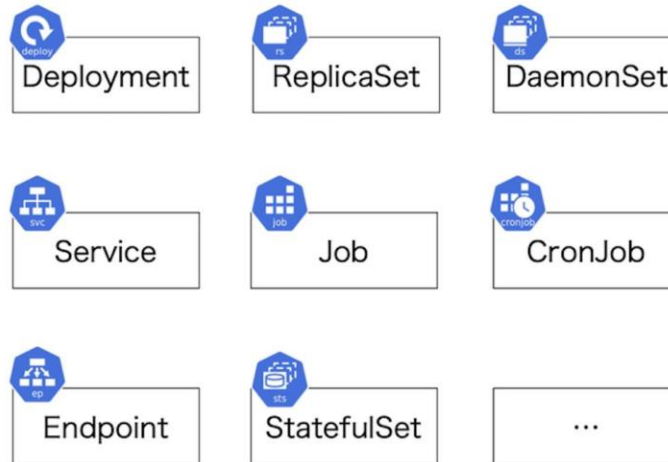 deploy
Deployment
rs
ReplicaSet
ds
DaemonSet
svc
Service
job
Job
cronjob
CronJob
ep
Endpoint
sts
StatefulSet
…